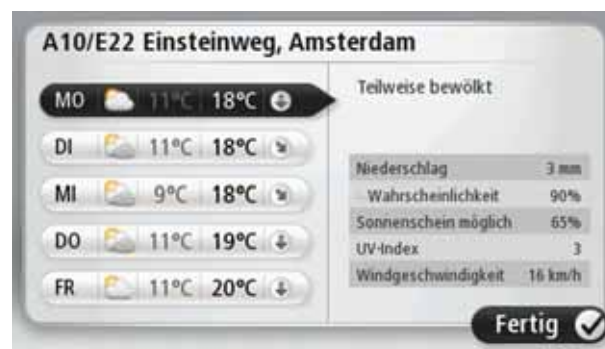 A10/E22 Einsteinweg, Amsterdam
MO 11°C 18°C
DI 11°C 18°C
MI 9°C 18°C
DO 11°C 19°C
FR 11°C 20°C
Teilweise bewölkt
Niederschlag 3 mm
Wahrscheinlichkeit 90%
Sonnenschein möglich 65%
UV-Index 3
Windgeschwindigkeit 16 km/h
Fertig